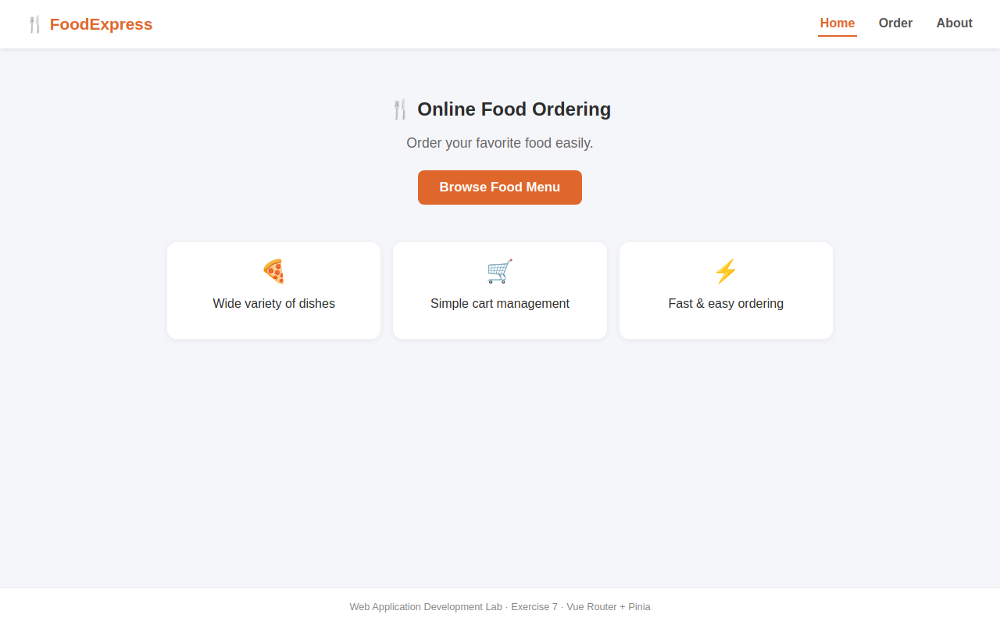 FoodExpress
Home Order About
Online Food Ordering
Order your favorite food easily.
Browse Food Menu
Wide variety of dishes
Simple cart management
Fast & easy ordering
Web Application Development Lab · Exercise 7 · Vue Router + Pinia